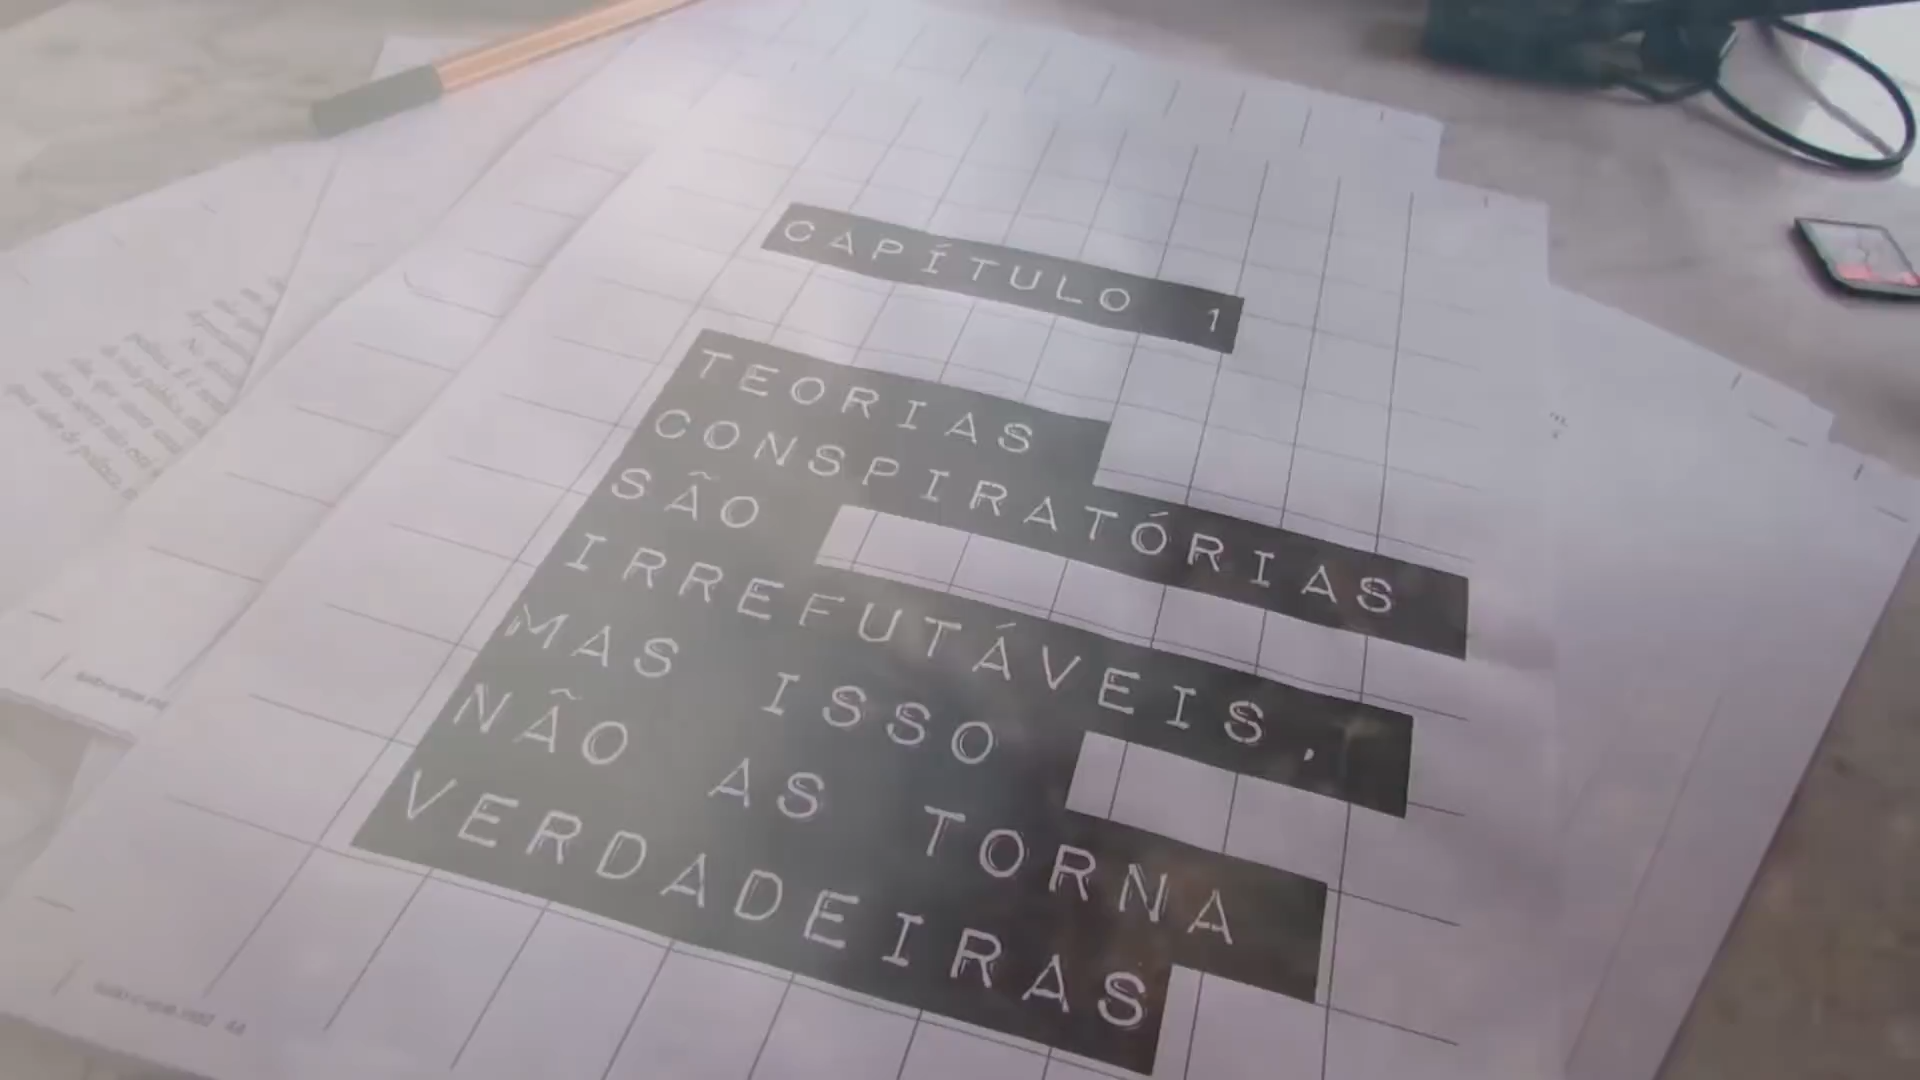 CAPÍTULO 1
TEORIAS
CONSPIRATÓRIAS
SÃO
IRREFUTÁVEIS,
MAS ISSO
NÃO AS TORNA
VERDADEIRAS